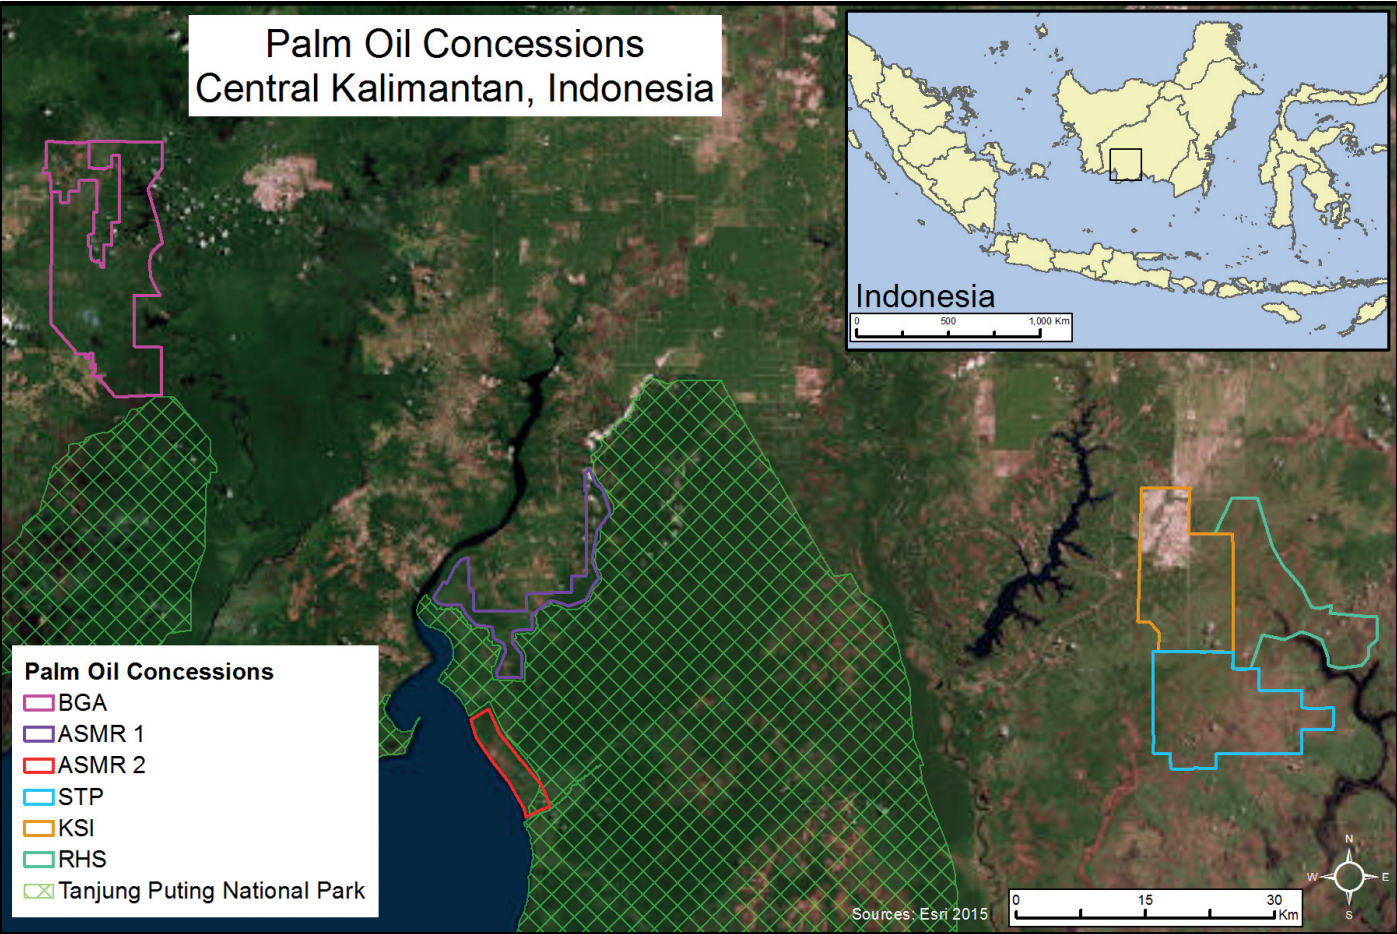 Palm Oil Concessions
Central Kalimantan, Indonesia
Indonesia
0 500 1,000 Km
Palm Oil Concessions
BGA
ASMR 1
ASMR 2
STP
KSI
RHS
Tanjung Puting National Park
Sources: Esri 2015
0 15 30
Km
N
W E
S